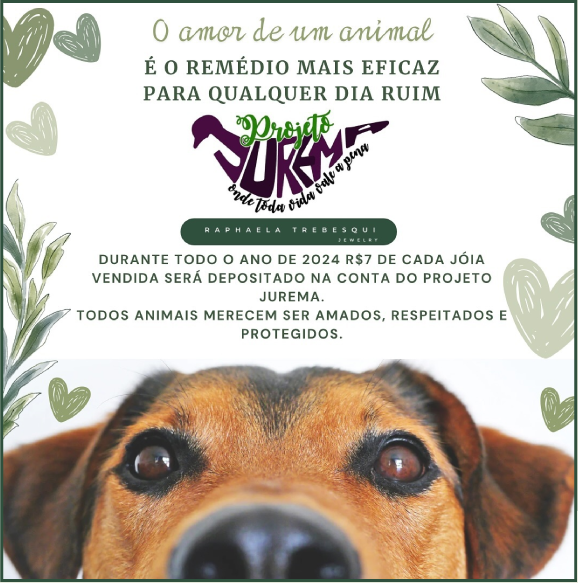 O amor de um animal
É O REMÉDIO MAIS EFICAZ
PARA QUALQUER DIA RUIM
Projeto
JUREMA
onde toda vida vale a pena
RAPHAELA TREBESQUI
JEWELRY
DURANTE TODO O ANO DE 2024 R$7 DE CADA JÓIA
VENDIDA SERÁ DEPOSITADO NA CONTA DO PROJETO
JUREMA.
TODOS ANIMAIS MERECEM SER AMADOS, RESPEITADOS E
PROTEGIDOS.